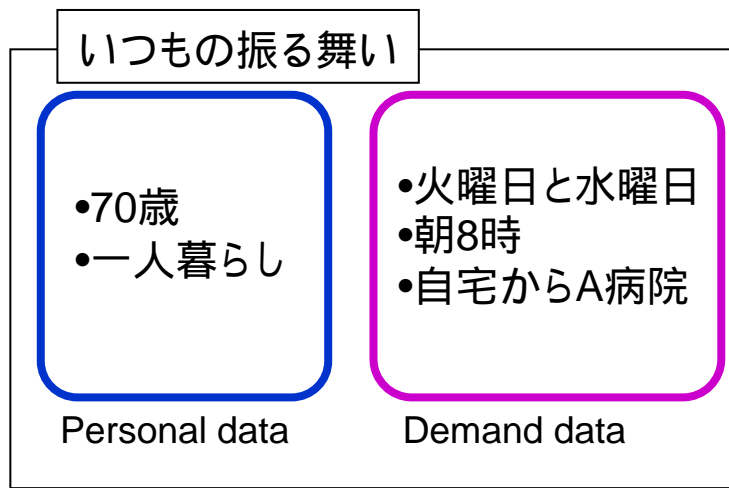 いつもの振る舞い
•70歳
•一人暮らし
•火曜日と水曜日
•朝8時
•自宅からA病院
Personal data
Demand data